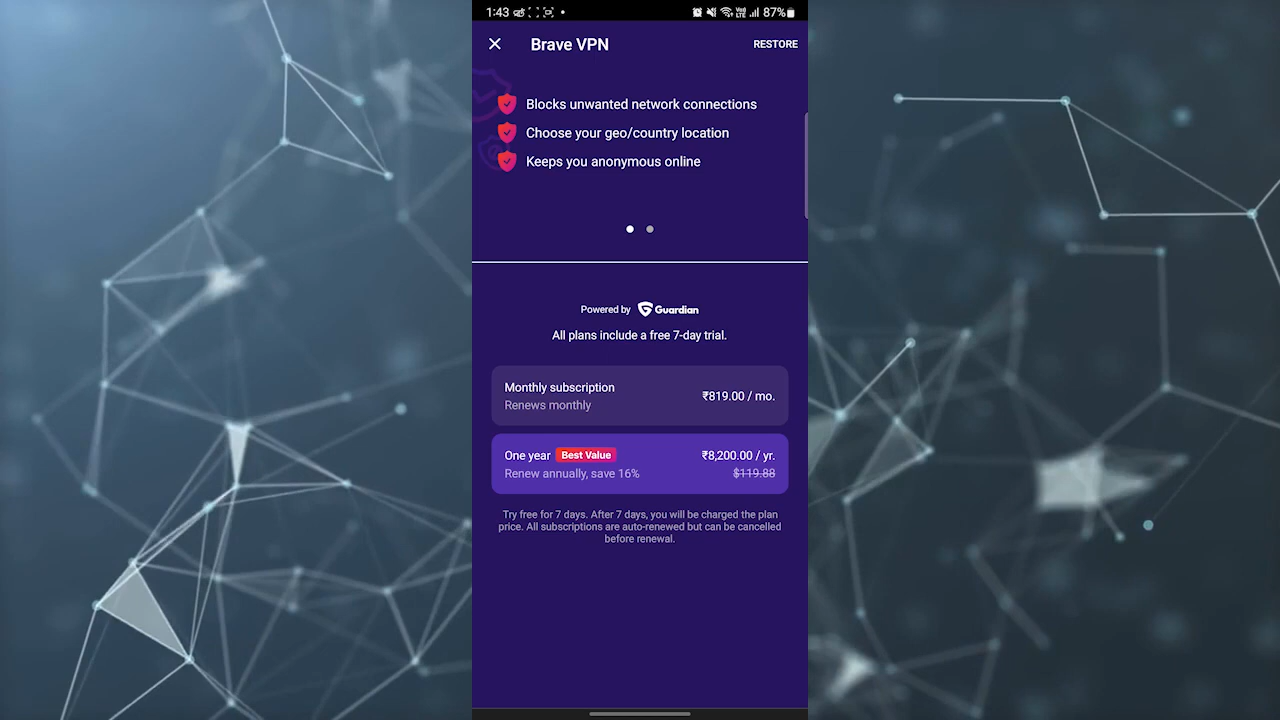 1:43
VoD
LTE
87%
Brave VPN
RESTORE
Blocks unwanted network connections
Choose your geo/country location
Keeps you anonymous online
Powered by Guardian
All plans include a free 7-day trial.
Monthly subscription
₹819.00 / mo.
Renews monthly
One year Best Value
₹8,200.00 / yr.
Renew annually, save 16%
$119.88
Try free for 7 days. After 7 days, you will be charged the plan
price. All subscriptions are auto-renewed but can be cancelled
before renewal.